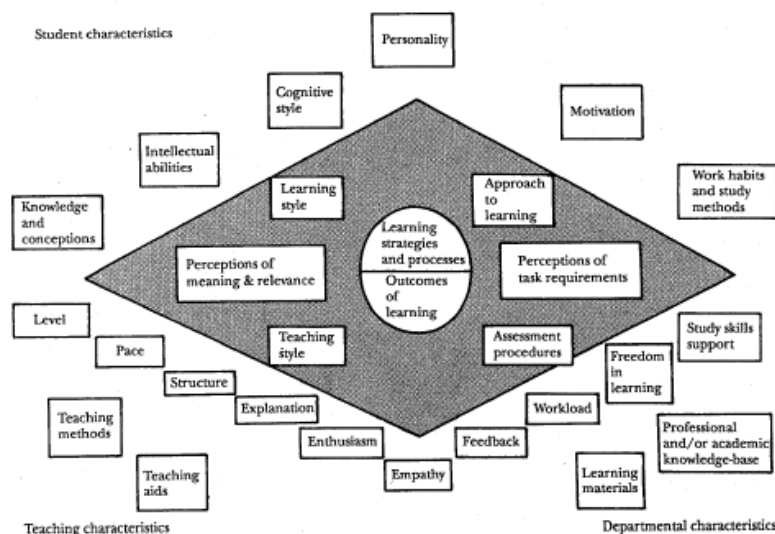 Student characteristics
Personality
Cognitive
style
Motivation
Intellectual
abilities
Work habits
and study
methods
Learning
style
Approach
to
learning
Knowledge
and
conceptions
Learning
strategies
and processes
Perceptions of
meaning & relevance
Perceptions of
task requirements
Outcomes
of
learning
Level
Teaching
style
Assessment
procedures
Study skills
support
Pace
Freedom
in
learning
Structure
Explanation
Workload
Teaching
methods
Enthusiasm
Feedback
Professional
and/or academic
knowledge-base
Teaching
aids
Empathy
Learning
materials
Teaching characteristics
Departmental characteristics